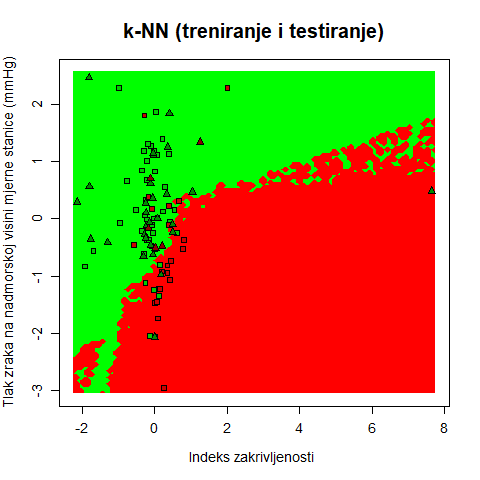 k-NN (treniranje i testiranje)
Tlak zraka na nadmorskoj visini mjerne stanice (mmHg)
2
1
0
-1
-2
-3
-2 0 2 4 6 8
Indeks zakrivljenosti